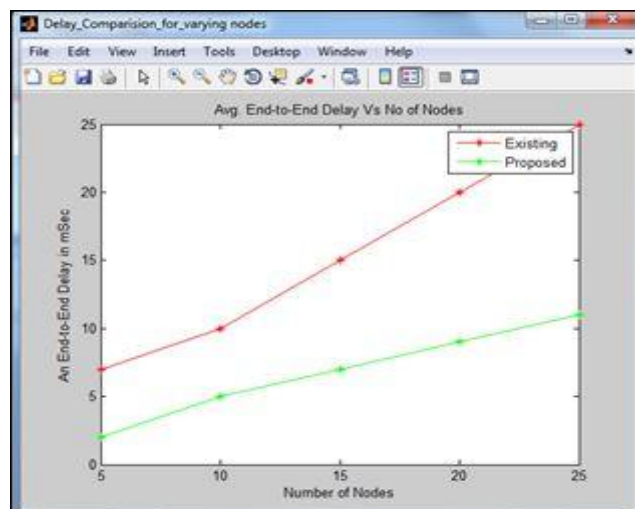 Delay_Comparision_for_varying nodes
File Edit View Insert Tools Desktop Window Help
Avg. End-to-End Delay Vs No of Nodes
Existing
Proposed
An End-to-End Delay in mSec
25
20
15
10
5
0
5 10 15 20 25
Number of Nodes